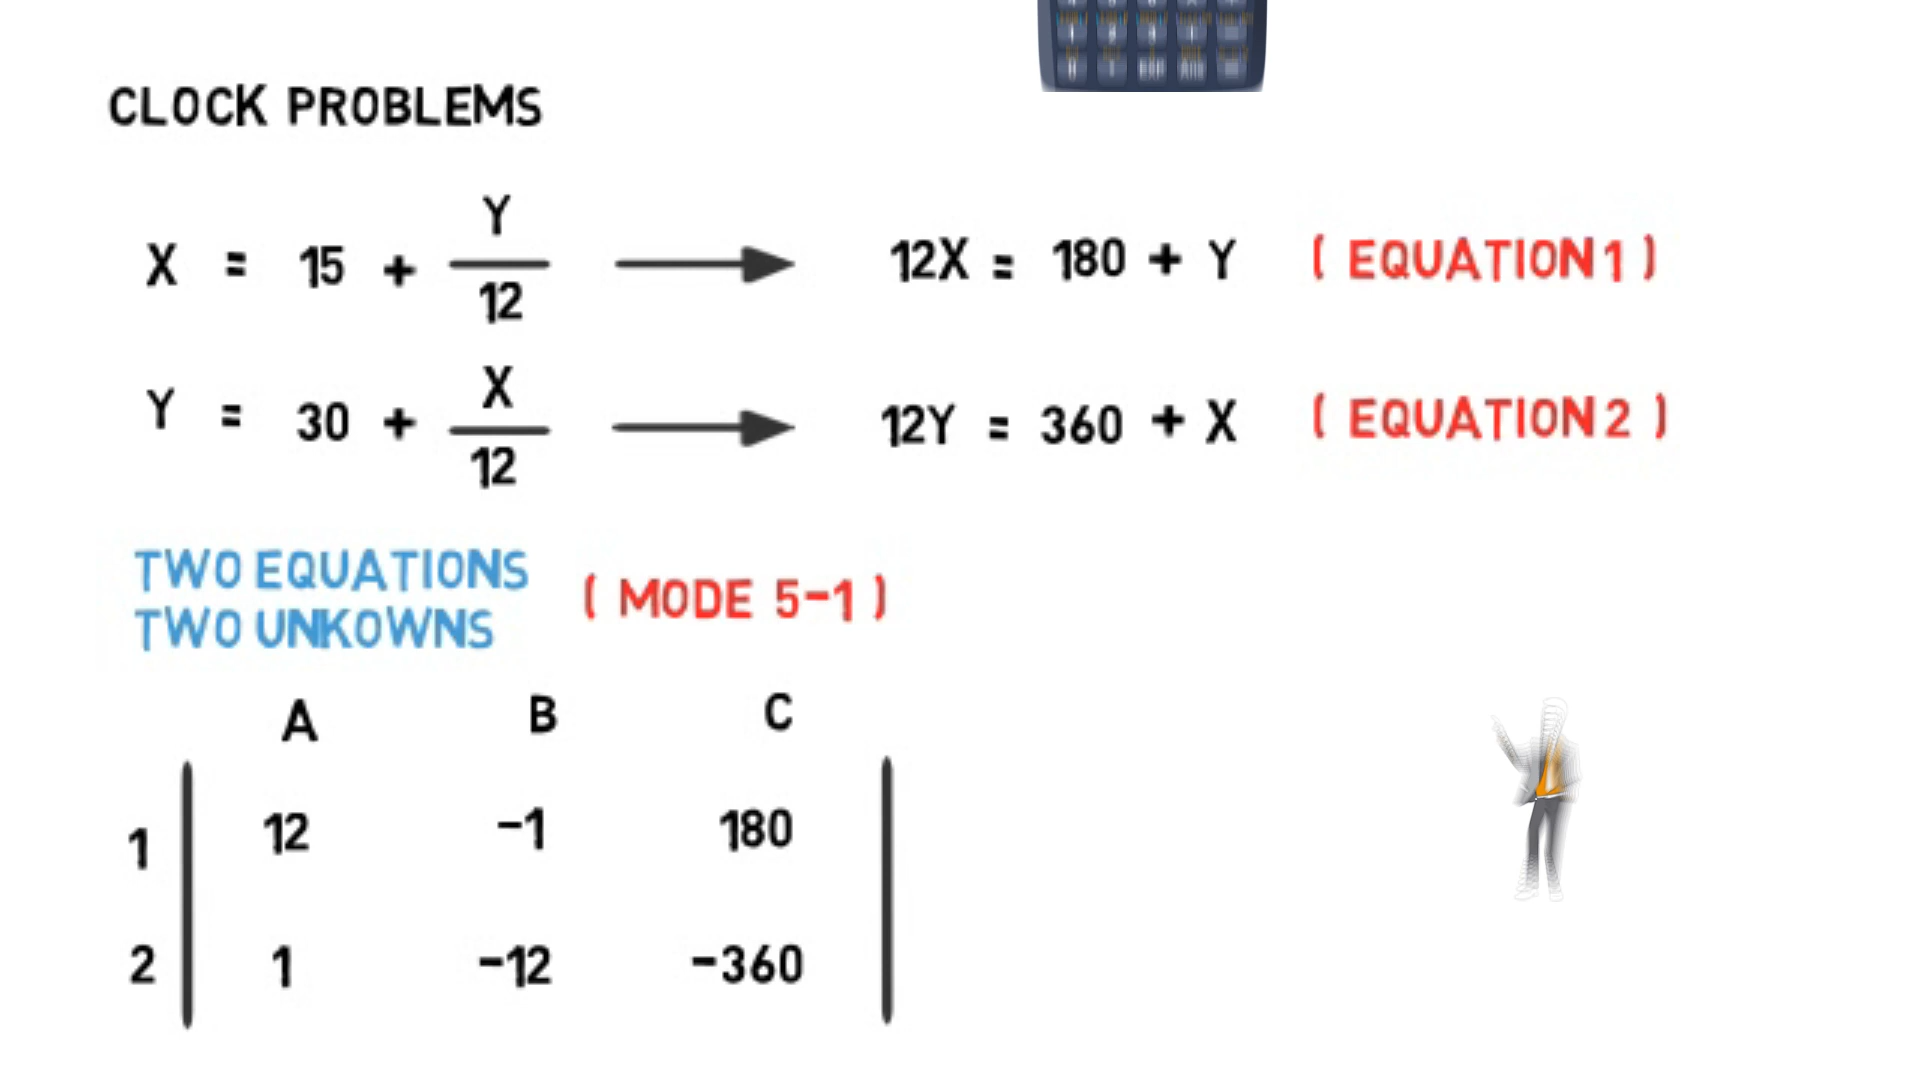 CLOCK PROBLEMS
X = 15 + Y/12 → 12X = 180 + Y ( EQUATION 1 )
Y = 30 + X/12 → 12Y = 360 + X ( EQUATION 2 )
TWO EQUATIONS
TWO UNKOWNS
( MODE 5-1 )
A B C
1 12 -1 180
2 1 -12 -360